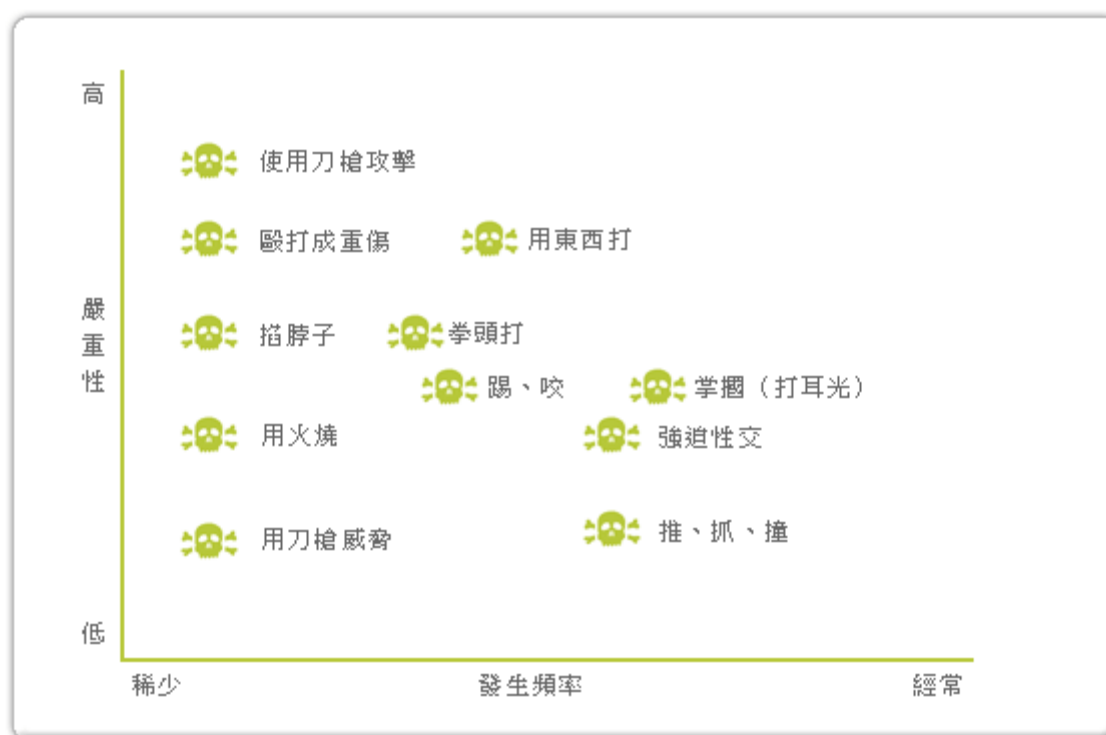 高
使用刀槍攻擊
毆打成重傷
用東西打
嚴重性
掐脖子
拳頭打
踢、咬
掌摑（打耳光）
用火燒
強迫性交
用刀槍威脅
推、抓、撞
低
稀少
發生頻率
經常